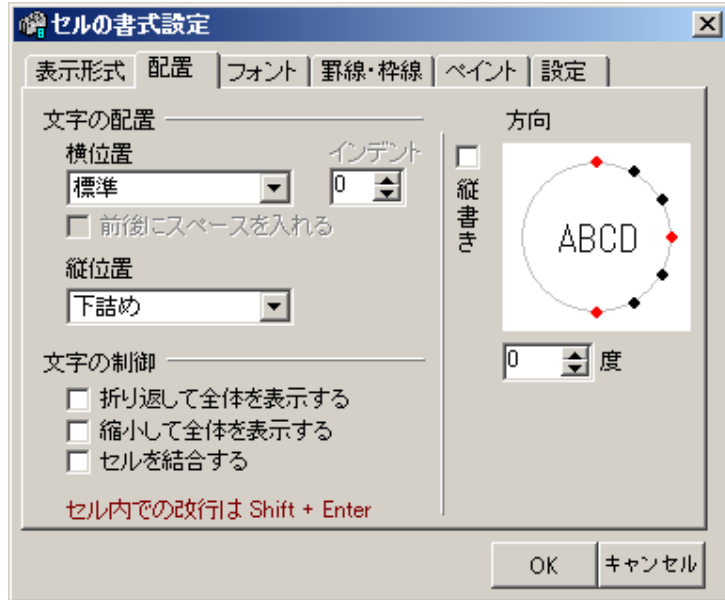 セルの書式設定
表示形式 配置 フォント 罫線・枠線 ペイント 設定
文字の配置
横位置
インデント
標準
0
前後にスペースを入れる
縦位置
下詰め
文字の制御
折り返して全体を表示する
縮小して全体を表示する
セルを結合する
セル内での改行は Shift + Enter
縦書き
方向
ABCD
0 度
OK キャンセル